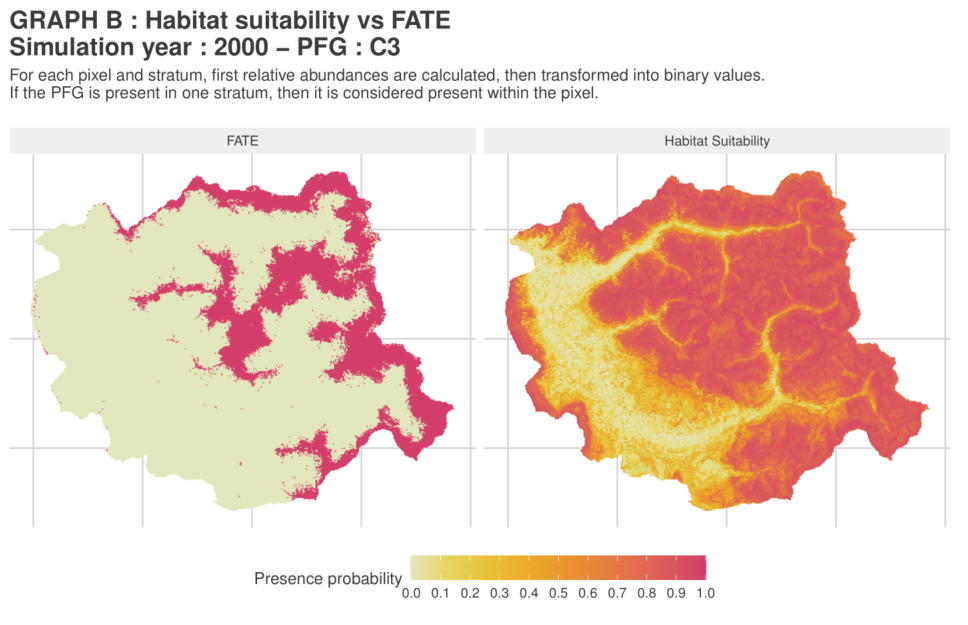 GRAPH B : Habitat suitability vs FATE
Simulation year : 2000 − PFG : C3
For each pixel and stratum, first relative abundances are calculated, then transformed into binary values.
If the PFG is present in one stratum, then it is considered present within the pixel.
FATE
Habitat Suitability
Presence probability
0.0 0.1 0.2 0.3 0.4 0.5 0.6 0.7 0.8 0.9 1.0